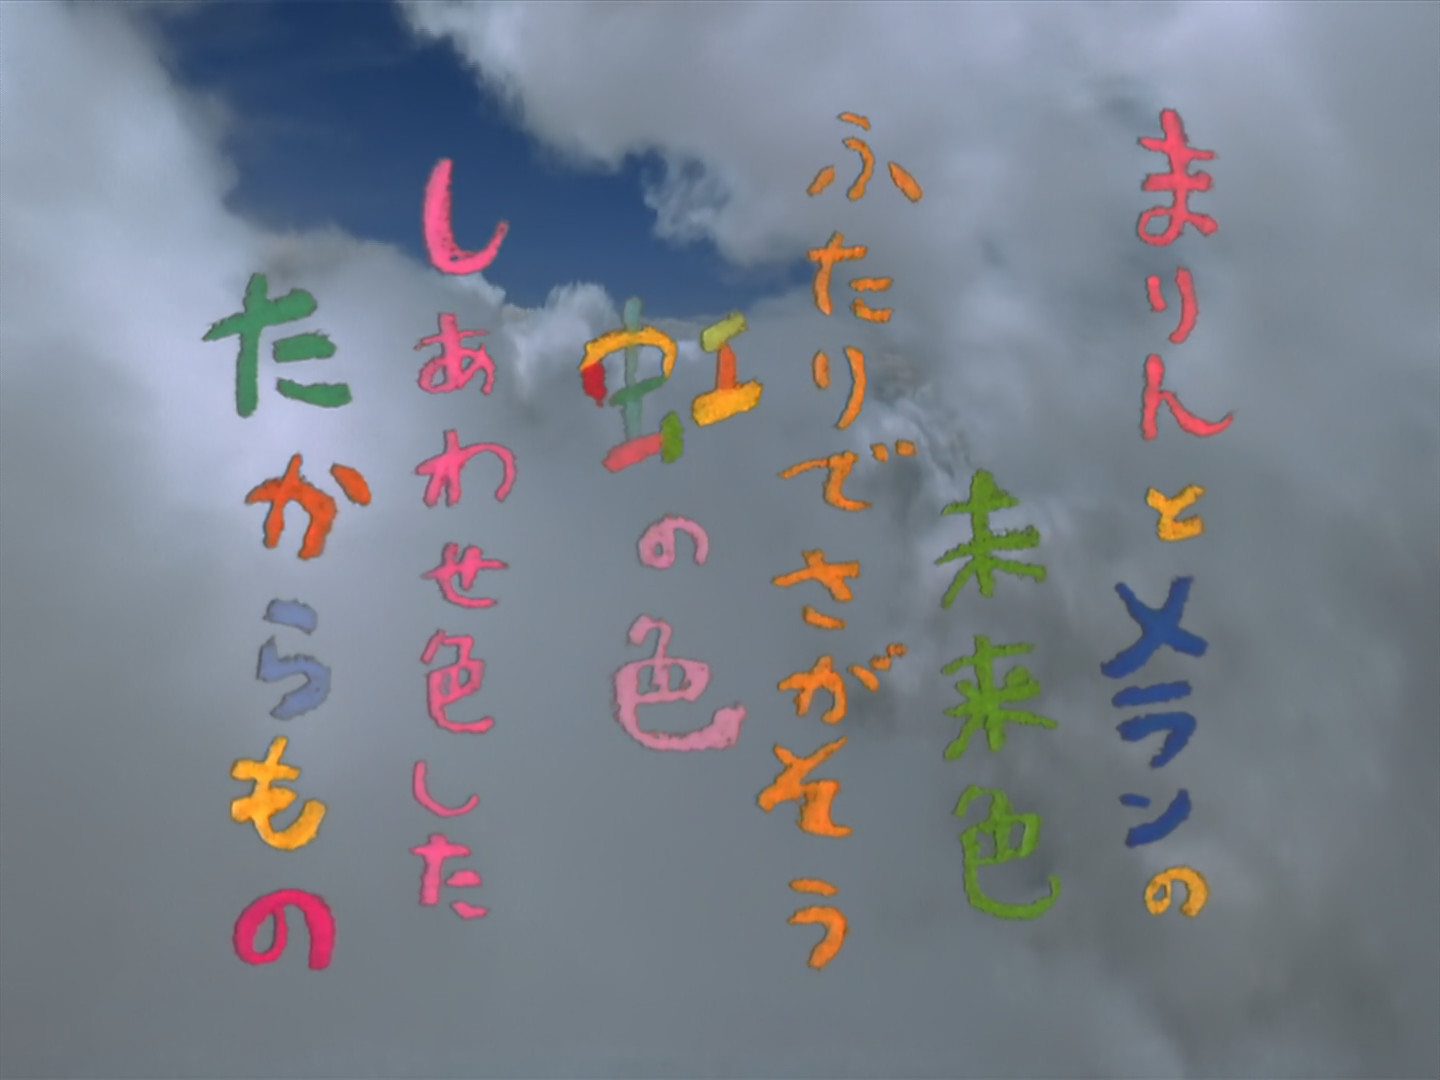 まりんとメランの
未来色
ふたりでさがそう
虹の色
しあわせ色した
たからもの